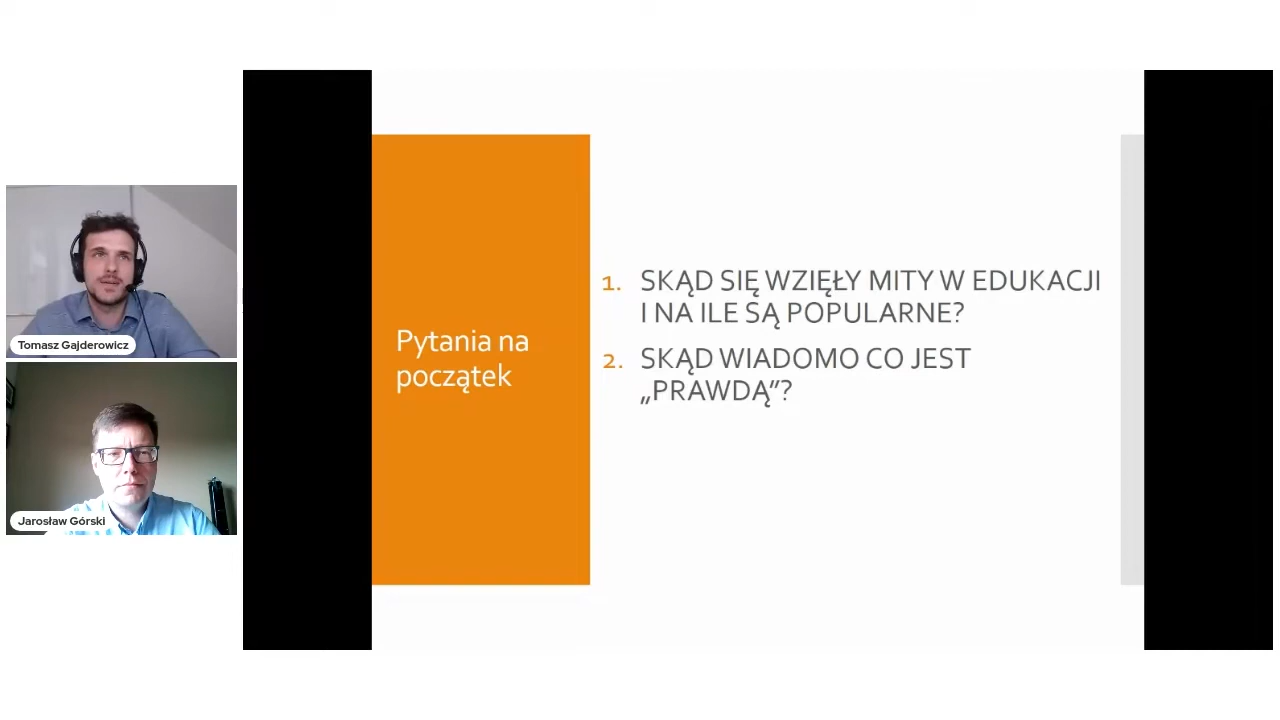 Tomasz Gajderowicz
Jarosław Górski
Pytania na
początek
1. SKĄD SIĘ WZIĘŁY MITY W EDUKACJI
I NA ILE SĄ POPULARNE?
2. SKĄD WIADOMO CO JEST
„PRAWDĄ”?